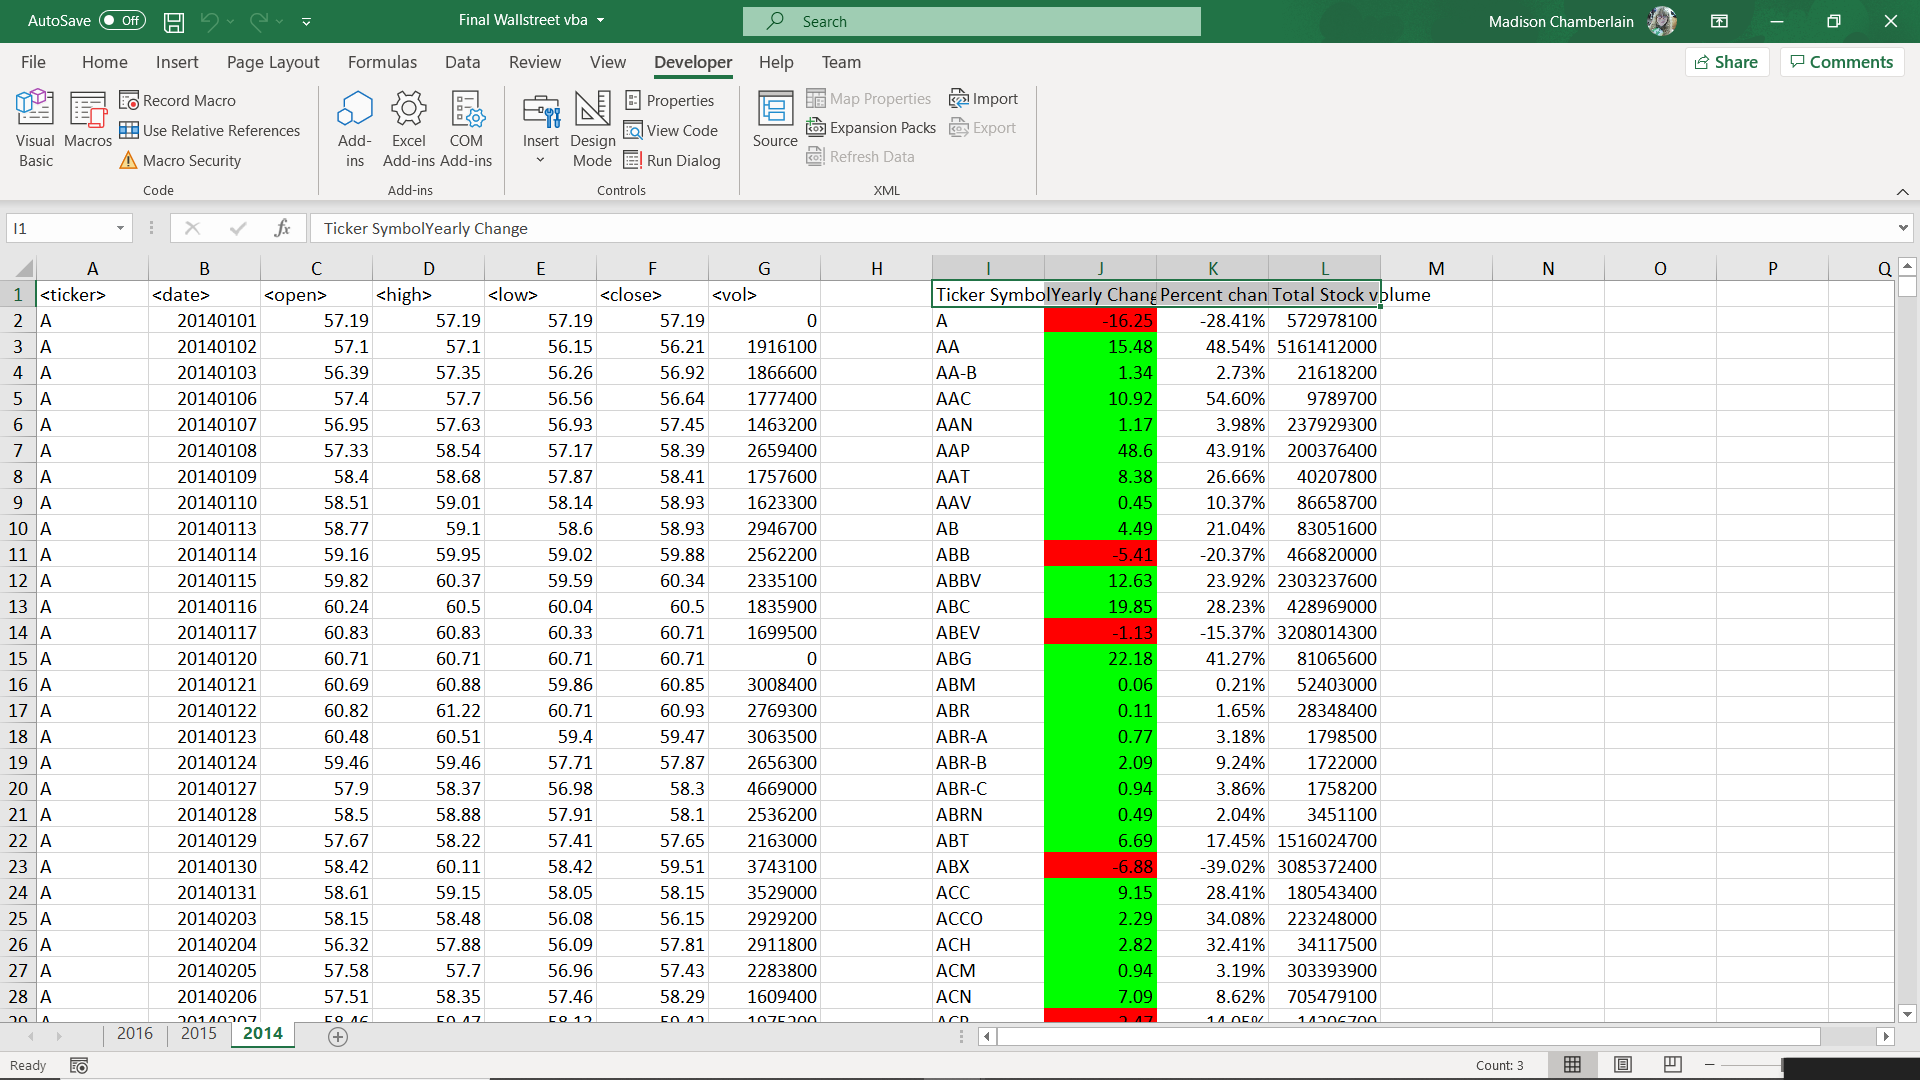 AutoSave Off Final Wallstreet vba Search Madison Chamberlain
File Home Insert Page Layout Formulas Data Review View Developer Help Team Share Comments
Visual Basic
Macros
Record Macro
Use Relative References
Macro Security
Code
Add-ins
Excel Add-ins
COM Add-ins
Add-ins
Insert
Design Mode
Properties
View Code
Run Dialog
Controls
Source
Map Properties
Expansion Packs
Refresh Data
Import
Export
XML
I1 fx Ticker SymbolYearly Change
A B C D E F G H I J K L M N O P Q
1 <ticker> <date> <open> <high> <low> <close> <vol> Ticker SymbolYearly Chang Percent chan Total Stock volume
2 A 20140101 57.19 57.19 57.19 57.19 0 A -16.25 -28.41% 572978100
3 A 20140102 57.1 57.1 56.15 56.21 1916100 AA 15.48 48.54% 5161412000
4 A 20140103 56.39 57.35 56.26 56.92 1866600 AA-B 1.34 2.73% 21618200
5 A 20140106 57.4 57.7 56.56 56.64 1777400 AAC 10.92 54.60% 9789700
6 A 20140107 56.95 57.63 56.93 57.45 1463200 AAN 1.17 3.98% 237929300
7 A 20140108 57.33 58.54 57.17 58.39 2659400 AAP 48.6 43.91% 200376400
8 A 20140109 58.4 58.68 57.87 58.41 1757600 AAT 8.38 26.66% 40207800
9 A 20140110 58.51 59.01 58.14 58.93 1623300 AAV 0.45 10.37% 86658700
10 A 20140113 58.77 59.1 58.6 58.93 2946700 AB 4.49 21.04% 83051600
11 A 20140114 59.16 59.95 59.02 59.88 2562200 ABB -5.41 -20.37% 466820000
12 A 20140115 59.82 60.37 59.59 60.34 2335100 ABBV 12.63 23.92% 2303237600
13 A 20140116 60.24 60.5 60.04 60.5 1835900 ABC 19.85 28.23% 428969000
14 A 20140117 60.83 60.83 60.33 60.71 1699500 ABEV -1.13 -15.37% 3208014300
15 A 20140120 60.71 60.71 60.71 60.71 0 ABG 22.18 41.27% 81065600
16 A 20140121 60.69 60.88 59.86 60.85 3008400 ABM 0.06 0.21% 52403000
17 A 20140122 60.82 61.22 60.71 60.93 2769300 ABR 0.11 1.65% 28348400
18 A 20140123 60.48 60.51 59.4 59.47 3063500 ABR-A 0.77 3.18% 1798500
19 A 20140124 59.46 59.46 57.71 57.87 2656300 ABR-B 2.09 9.24% 1722000
20 A 20140127 57.9 58.37 56.98 58.3 4669000 ABR-C 0.94 3.86% 1758200
21 A 20140128 58.5 58.88 57.91 58.1 2536200 ABRN 0.49 2.04% 3451100
22 A 20140129 57.67 58.22 57.41 57.65 2163000 ABT 6.69 17.45% 1516024700
23 A 20140130 58.42 60.11 58.42 59.51 3743100 ABX -6.88 -39.02% 3085372400
24 A 20140131 58.61 59.15 58.05 58.15 3529000 ACC 9.15 28.41% 180543400
25 A 20140203 58.15 58.48 56.08 56.15 2929200 ACCO 2.29 34.08% 223248000
26 A 20140204 56.32 57.88 56.09 57.81 2911800 ACH 2.82 32.41% 34117500
27 A 20140205 57.58 57.7 56.96 57.43 2283800 ACM 0.94 3.19% 303393900
28 A 20140206 57.51 58.35 57.46 58.29 1609400 ACN 7.09 8.62% 705479100
2016 2015 2014
Ready Count: 3